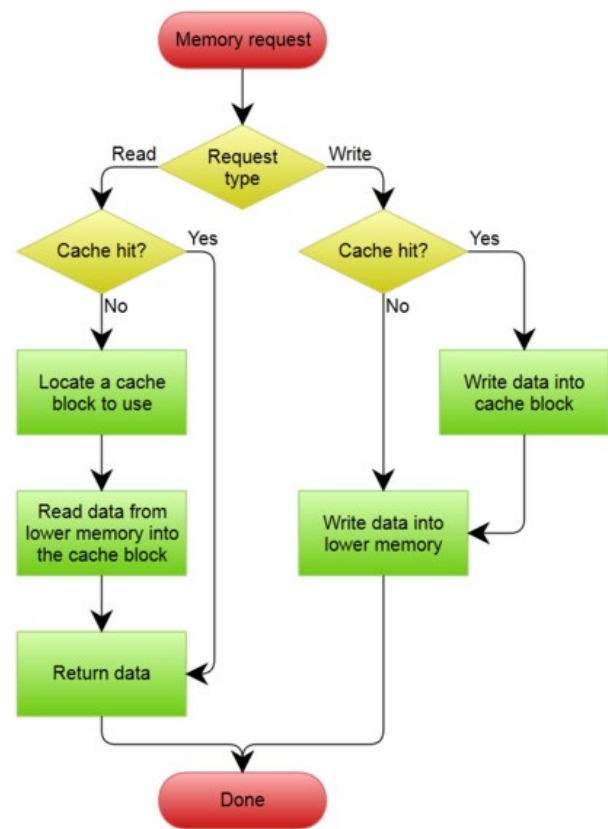 Memory request
Request
type
Read
Write
Cache hit?
Yes
No
Cache hit?
Yes
No
Locate a cache
block to use
Write data into
cache block
Read data from
lower memory into
the cache block
Write data into
lower memory
Return data
Done